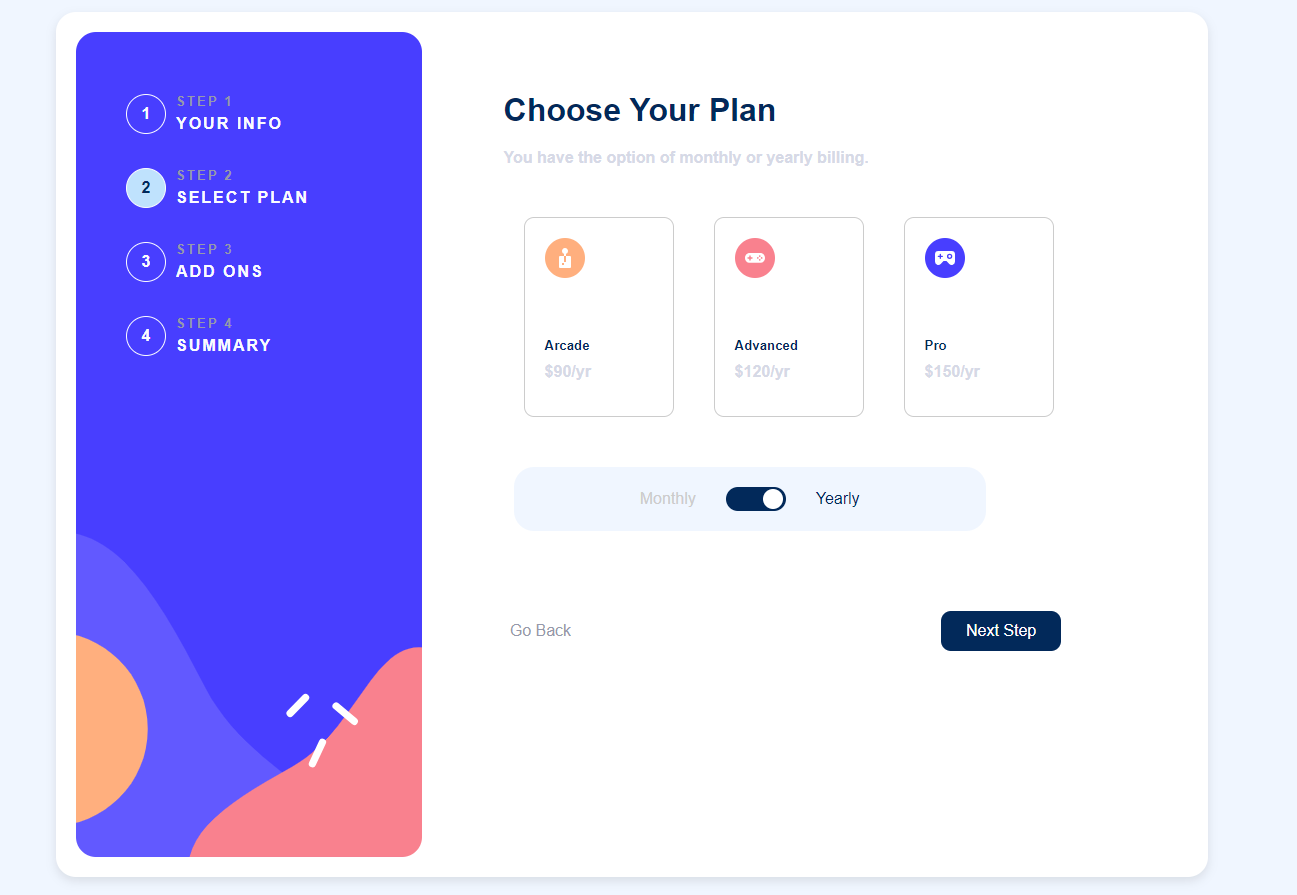 1
STEP 1
YOUR INFO
2
STEP 2
SELECT PLAN
3
STEP 3
ADD ONS
4
STEP 4
SUMMARY
Choose Your Plan
You have the option of monthly or yearly billing.
Arcade
$90/yr
Advanced
$120/yr
Pro
$150/yr
Monthly
Yearly
Go Back
Next Step